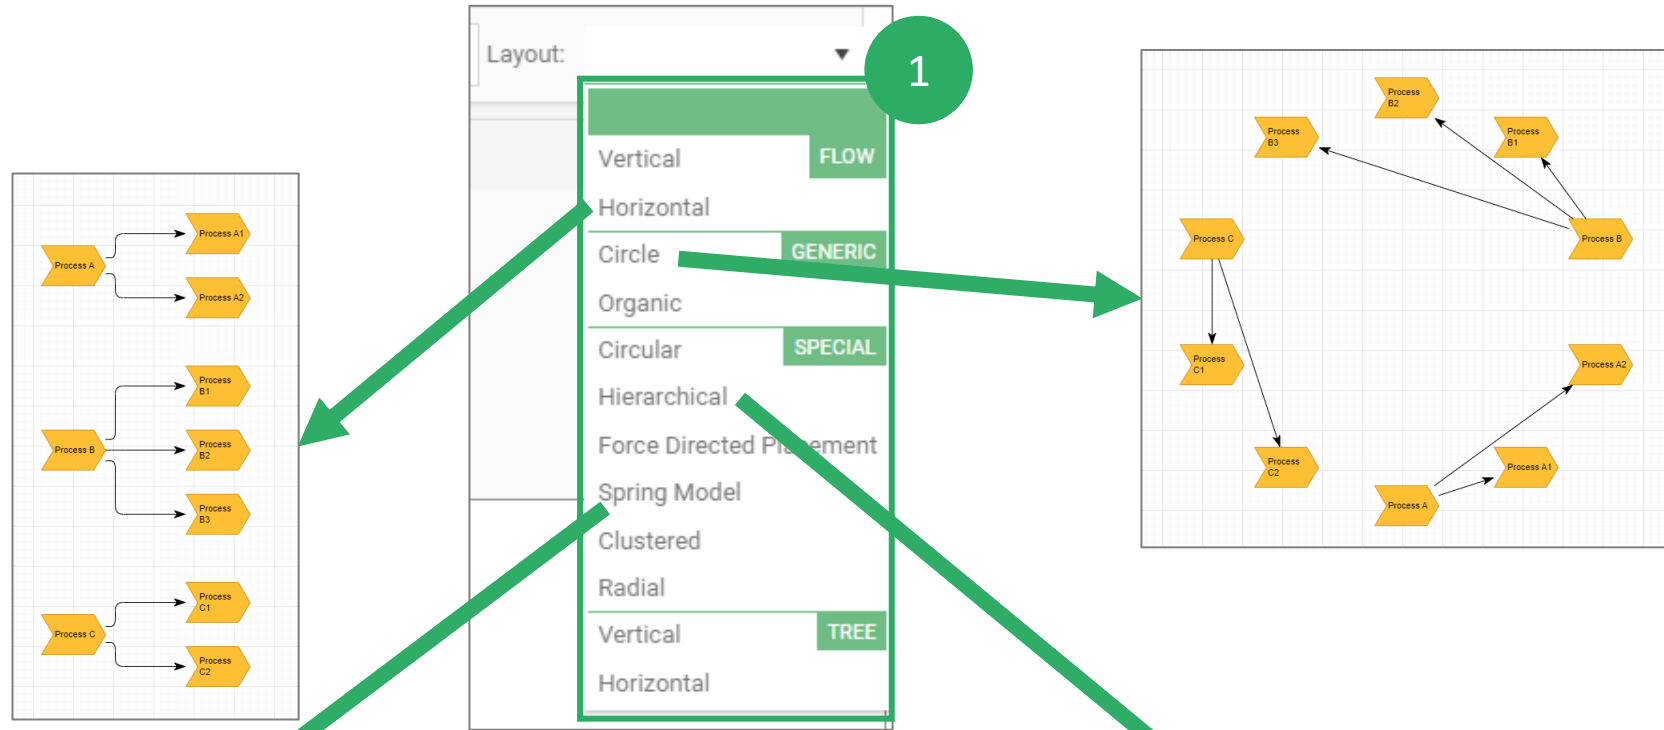 Layout:
1
Vertical
FLOW
Horizontal
Circle
GENERIC
Organic
Circular
SPECIAL
Hierarchical
Force Directed Placement
Spring Model
Clustered
Radial
Vertical
TREE
Horizontal
Process A
Process A1
Process A2
Process B
Process
B1
Process
B2
Process
B3
Process C
Process
C1
Process
C2
Process
B2
Process
B3
Process
B1
Process C
Process B
Process
C1
Process A2
Process
C2
Process A1
Process A